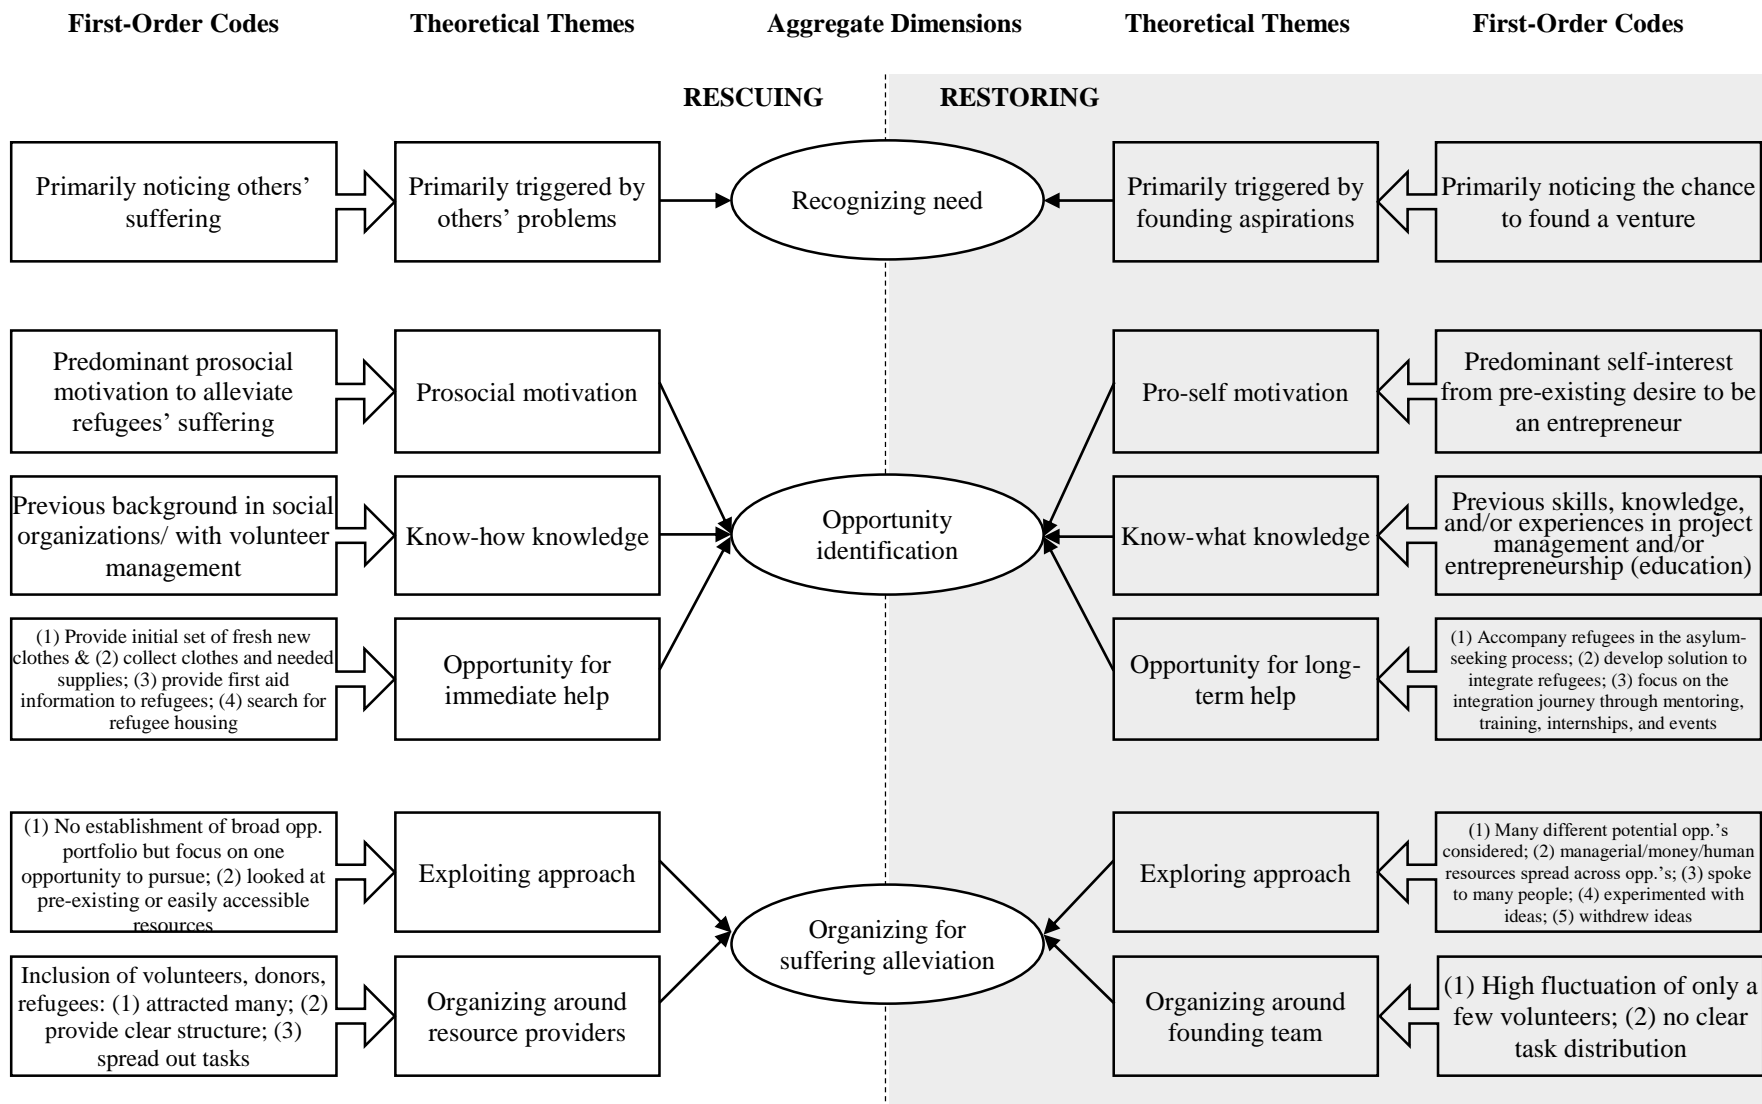 First-Order Codes
Theoretical Themes
Aggregate Dimensions
Theoretical Themes
First-Order Codes
RESCUING
RESTORING
Primarily noticing others’
suffering
Primarily triggered by
others’ problems
Recognizing need
Primarily triggered by
founding aspirations
Primarily noticing the chance
to found a venture
Predominant prosocial
motivation to alleviate
refugees’ suffering
Prosocial motivation
Pro-self motivation
Predominant self-interest
from pre-existing desire to be
an entrepreneur
Previous background in social
organizations/ with volunteer
management
Know-how knowledge
Opportunity
identification
Know-what knowledge
Previous skills, knowledge,
and/or experiences in project
management and/or
entrepreneurship (education)
(1) Provide initial set of fresh new
clothes & (2) collect clothes and needed
supplies; (3) provide first aid
information to refugees; (4) search for
refugee housing
Opportunity for
immediate help
Opportunity for long-
term help
(1) Accompany refugees in the asylum-
seeking process; (2) develop solution to
integrate refugees; (3) focus on the
integration journey through mentoring,
training, internships, and events
(1) No establishment of broad opp.
portfolio but focus on one
opportunity to pursue; (2) looked at
pre-existing or easily accessible
resources
Exploiting approach
Organizing for
suffering alleviation
Exploring approach
(1) Many different potential opp.’s
considered; (2) managerial/money/human
resources spread across opp.’s; (3) spoke
to many people; (4) experimented with
ideas; (5) withdrew ideas
Inclusion of volunteers, donors,
refugees: (1) attracted many; (2)
provide clear structure; (3)
spread out tasks
Organizing around
resource providers
Organizing around
founding team
(1) High fluctuation of only a
few volunteers; (2) no clear
task distribution